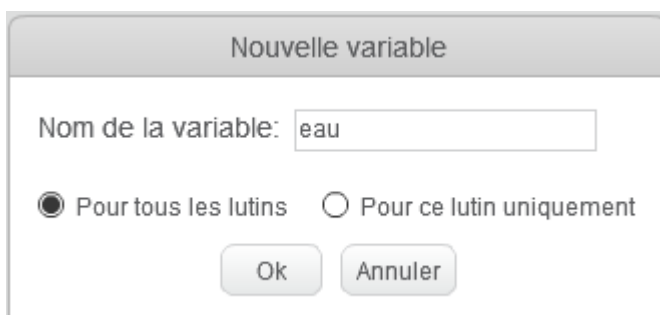 Nouvelle variable
Nom de la variable: eau
Pour tous les lutins Pour ce lutin uniquement
Ok Annuler